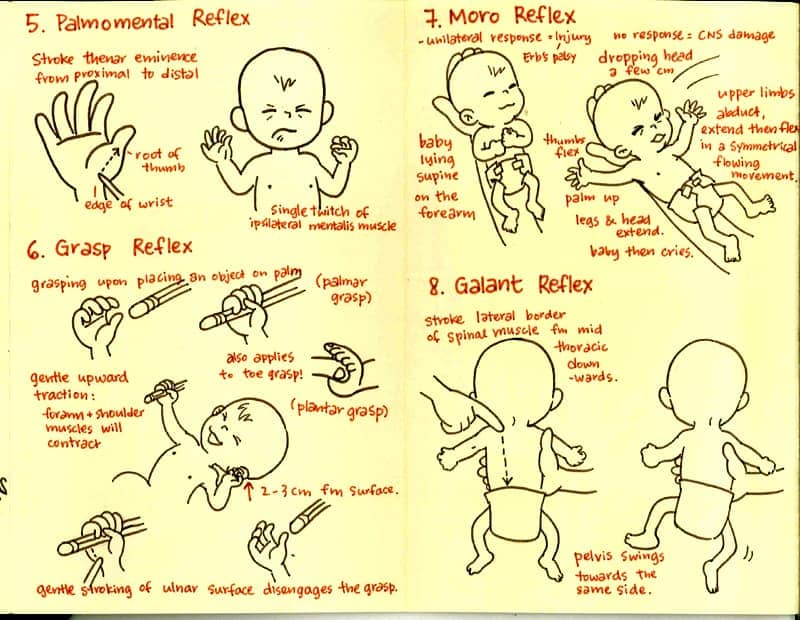 5. Palmomental Reflex
Stroke thenar eminence
from proximal to distal
root of
thumb
edge of wrist
single twitch of
ipsilateral mentalis muscle
6. Grasp Reflex
grasping upon placing an object on palm
(palmar
grasp)
also applies
to toe grasp!
(plantar grasp)
gentle upward
traction:
forarm + shoulder
muscles will
contract
2-3cm fm surface.
gentle stroking of ulnar surface disengages the grasp.
7. Moro Reflex
- unilateral response = Injury
Erb's palsy
no response = CNS damage
dropping head
a few cm
baby
lying
supine
on the
forearm
thumbs
flex
upper limbs
abduct,
extend then flex
in a symmetrical
flowing
movement.
palm up
legs & head
extend.
baby then cries.
8. Galant Reflex
stroke lateral border
of spinal muscle fm mid
thoracic
down
-wards.
pelvis swings
towards the
same side.